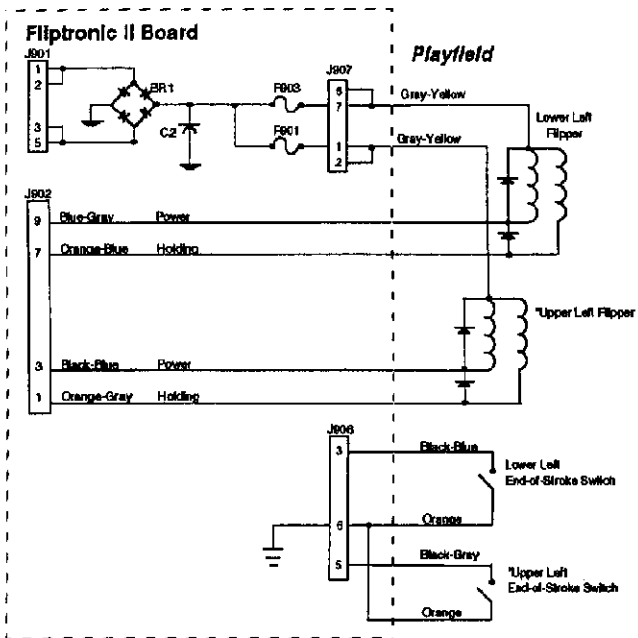 Fliptronic II Board
Playfield
J901
1
2
3
5
BR1
C2
F903
F901
J907
6
7
1
2
Gray-Yellow
Gray-Yellow
Lower Left
Flipper
J902
9
Blue-Gray Power
7
Orange-Blue Holding
*Upper Left Flipper
3
Black-Blue Power
1
Orange-Gray Holding
J906
3
Black-Blue
Lower Left
End-of-Stroke Switch
6
Orange
5
Black-Gray
*Upper Left
End-of-Stroke Switch
Orange